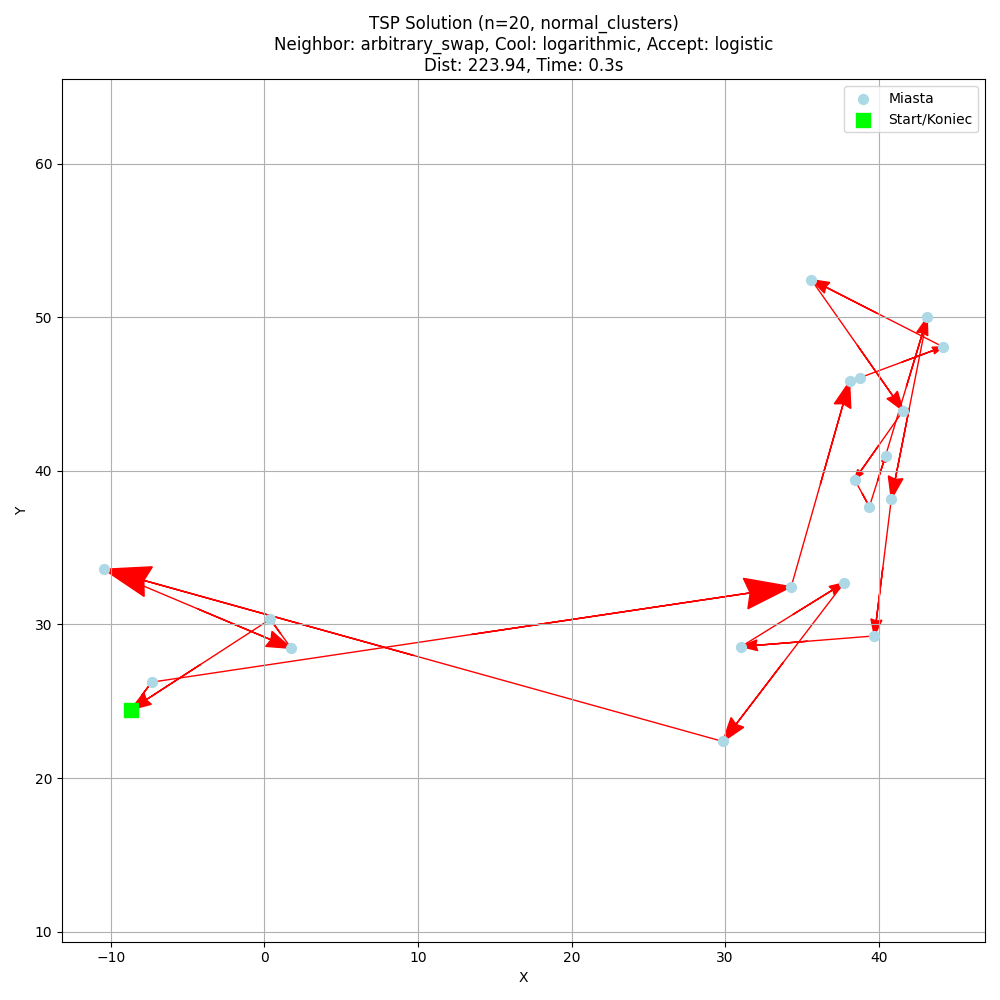 TSP Solution (n=20, normal_clusters)
Neighbor: arbitrary_swap, Cool: logarithmic, Accept: logistic
Dist: 223.94, Time: 0.3s
Miasta
Start/Koniec
60
50
40
30
20
10
Y
−10 0 10 20 30 40
X